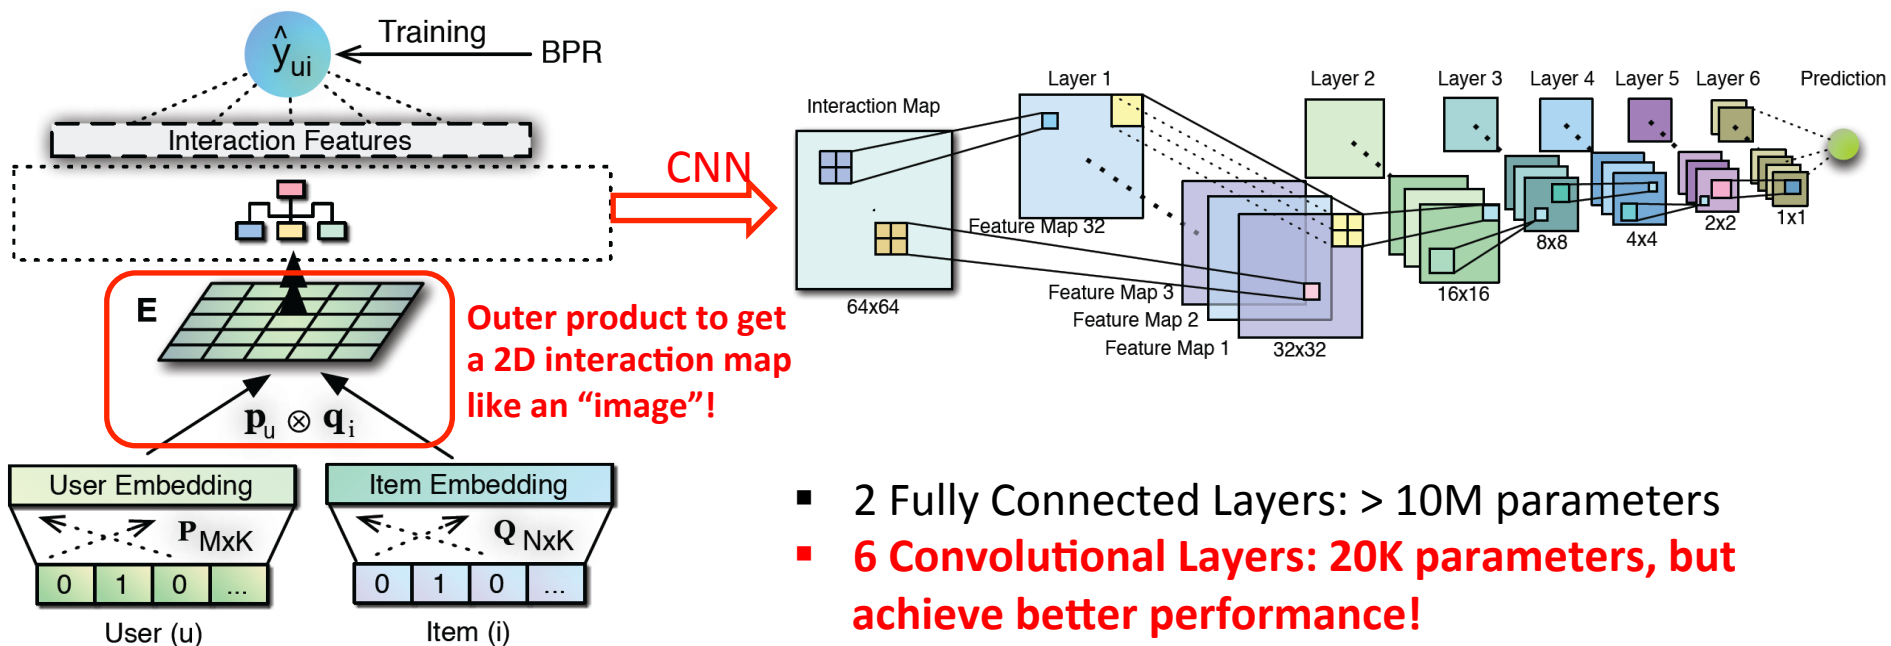 ŷui
Training
BPR
Interaction Features
E
pu ⊗ qi
Outer product to get
a 2D interaction map
like an “image”!
User Embedding
Item Embedding
PMxK
QNxK
0 1 0 ...
0 1 0 ...
User (u)
Item (i)
CNN
Interaction Map
64x64
Layer 1
Feature Map 32
Feature Map 3
Feature Map 2
Feature Map 1
32x32
Layer 2
16x16
Layer 3
8x8
Layer 4
4x4
Layer 5
2x2
Layer 6
1x1
Prediction
▪ 2 Fully Connected Layers: > 10M parameters
▪ 6 Convolutional Layers: 20K parameters, but
achieve better performance!